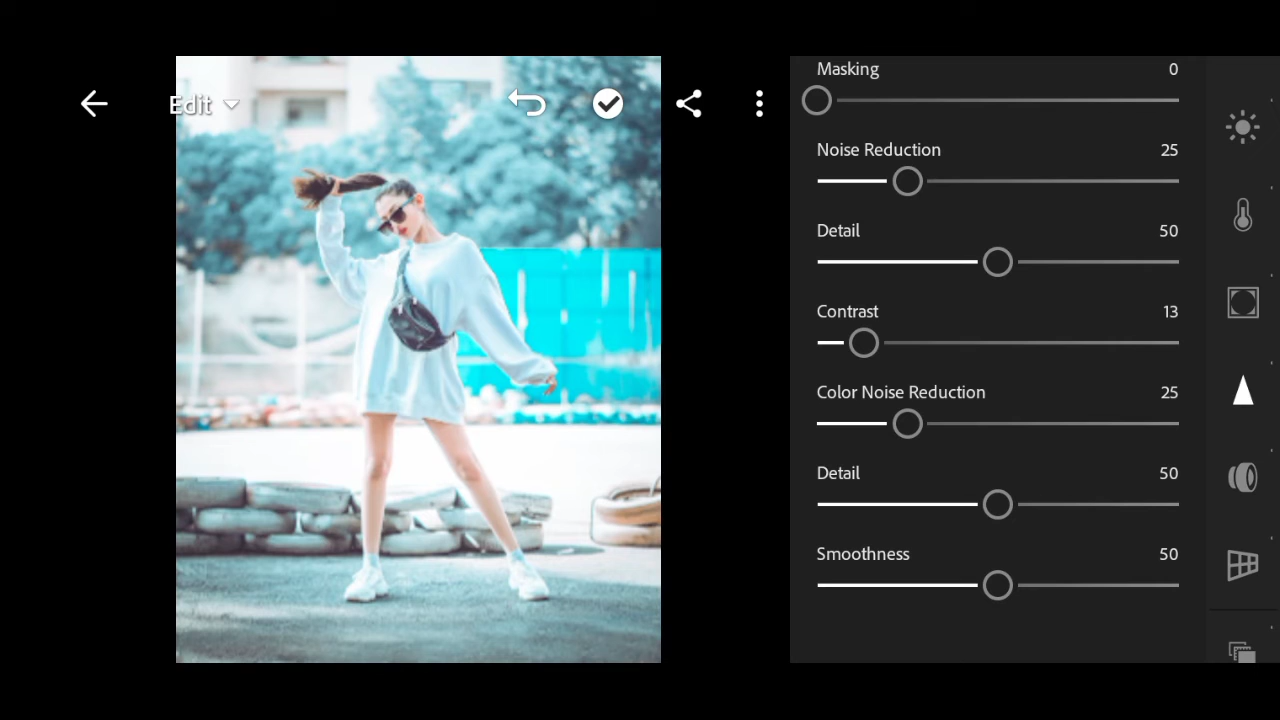 Edit
Masking 0
Noise Reduction 25
Detail 50
Contrast 13
Color Noise Reduction 25
Detail 50
Smoothness 50